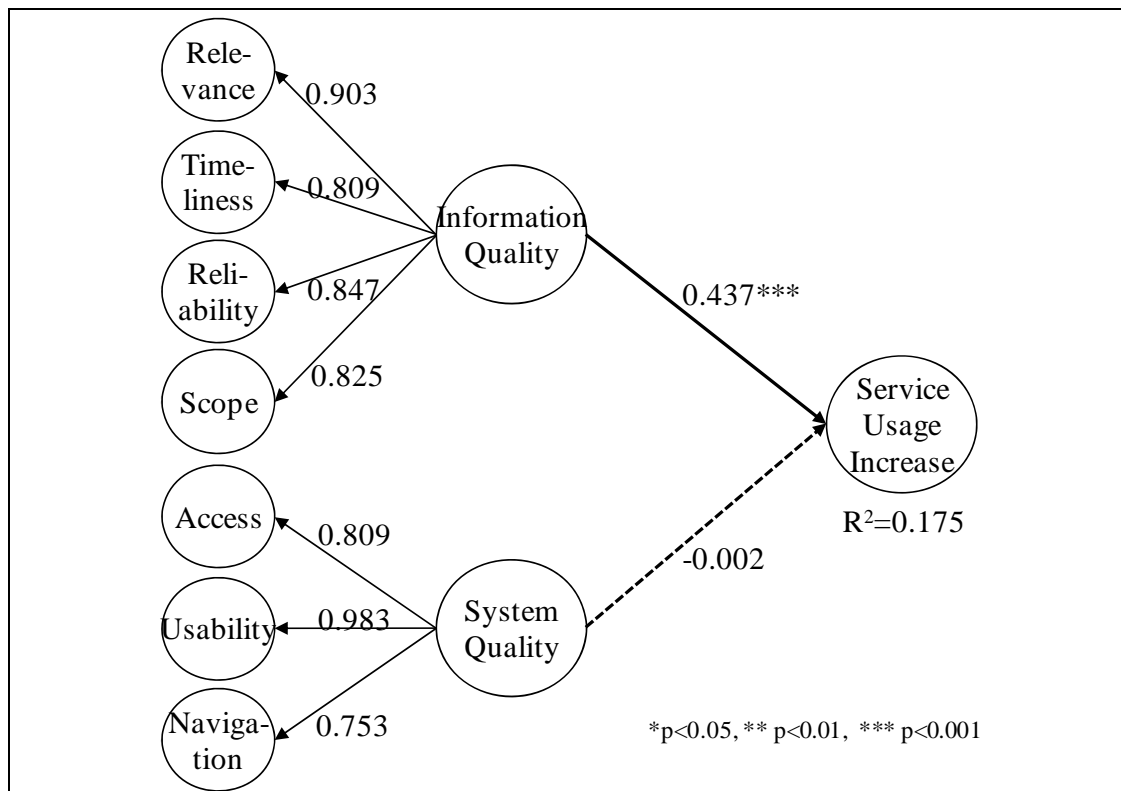 Rele-
vance
0.903
Time-
liness
0.809
Reli-
ability
0.847
Scope
0.825
Information
Quality
0.437***
Service
Usage
Increase
R²=0.175
Access
0.809
Usability
0.983
Naviga-
tion
0.753
System
Quality
-0.002
*p<0.05, ** p<0.01, *** p<0.001